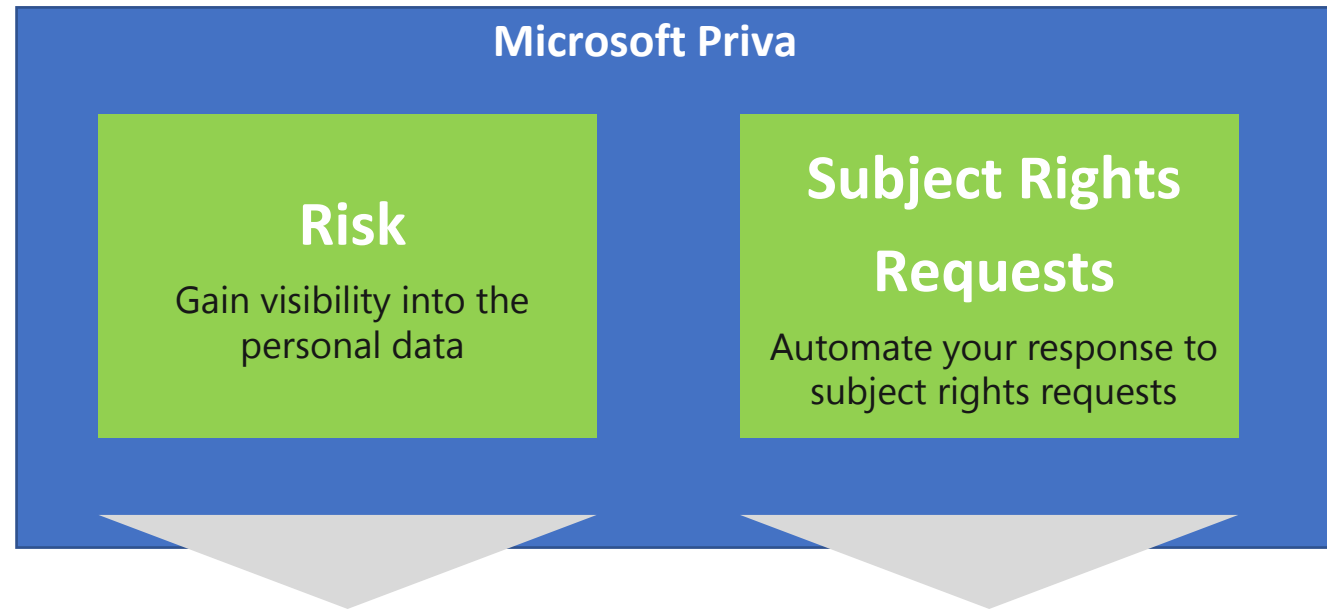 Microsoft Priva
Risk
Gain visibility into the
personal data
Subject Rights
Requests
Automate your response to
subject rights requests